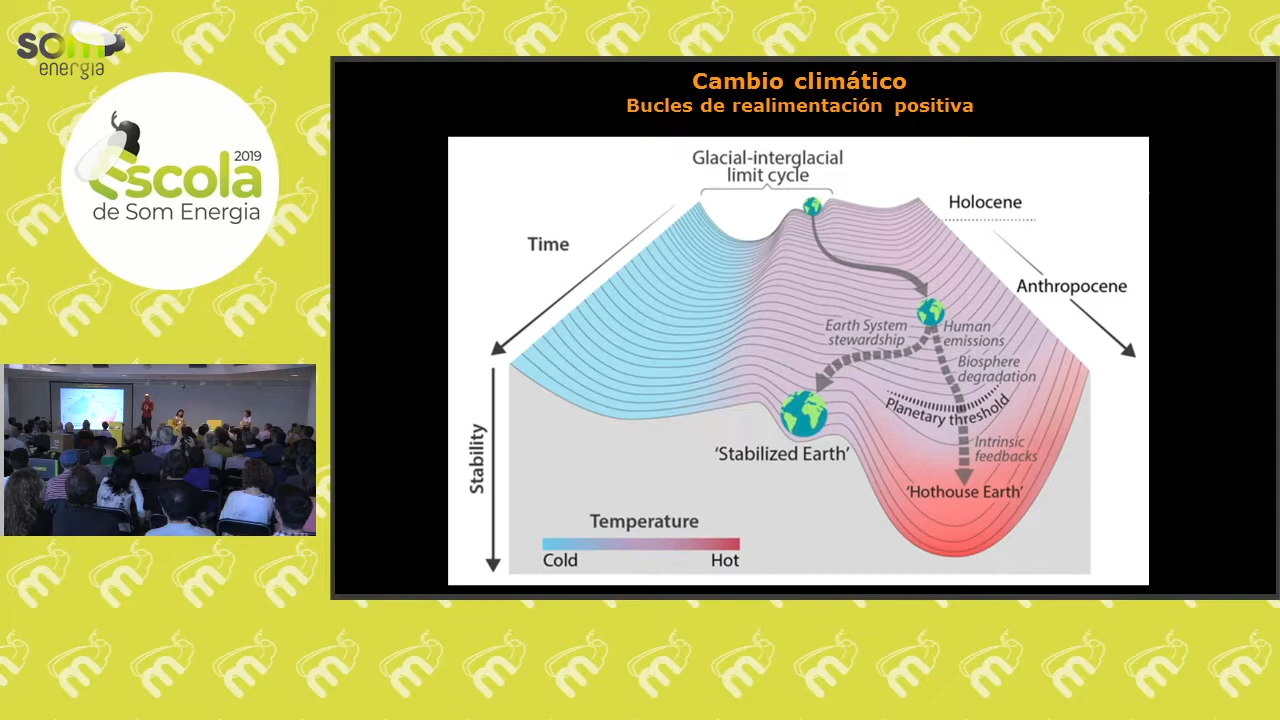 som
energia
2019
Escola
de Som Energia
Cambio climático
Bucles de realimentación positiva
Glacial-interglacial
limit cycle
Holocene
Time
Anthropocene
Earth System
stewardship
Human
emissions
Biosphere
degradation
Planetary threshold
Stability
'Stabilized Earth'
Intrinsic
feedbacks
'Hothouse Earth'
Temperature
Cold
Hot